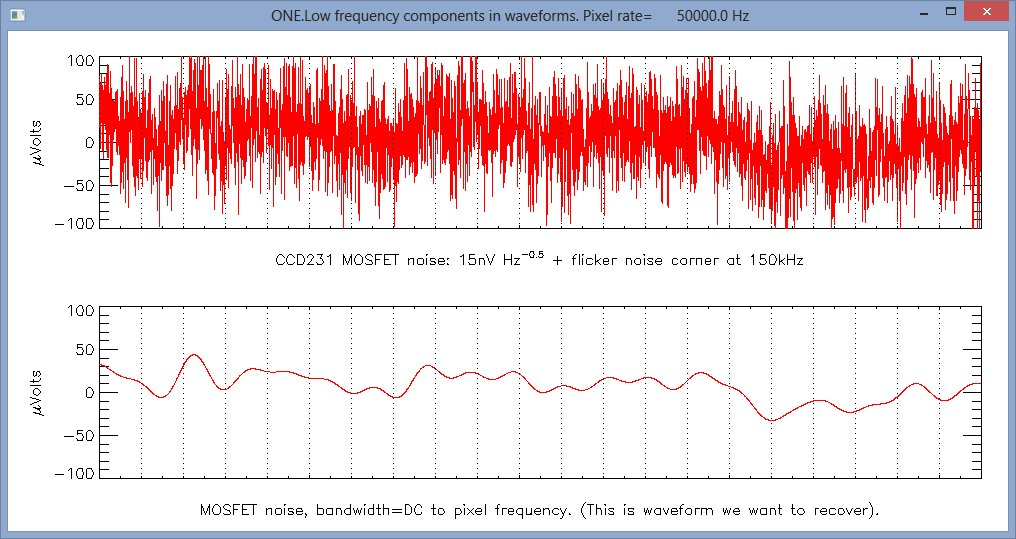 ONE.Low frequency components in waveforms. Pixel rate= 50000.0 Hz
100
50
0
−50
−100
μVolts
CCD231 MOSFET noise: 15nV Hz^−0.5 + flicker noise corner at 150kHz
100
50
0
−50
−100
μVolts
MOSFET noise, bandwidth=DC to pixel frequency. (This is waveform we want to recover).